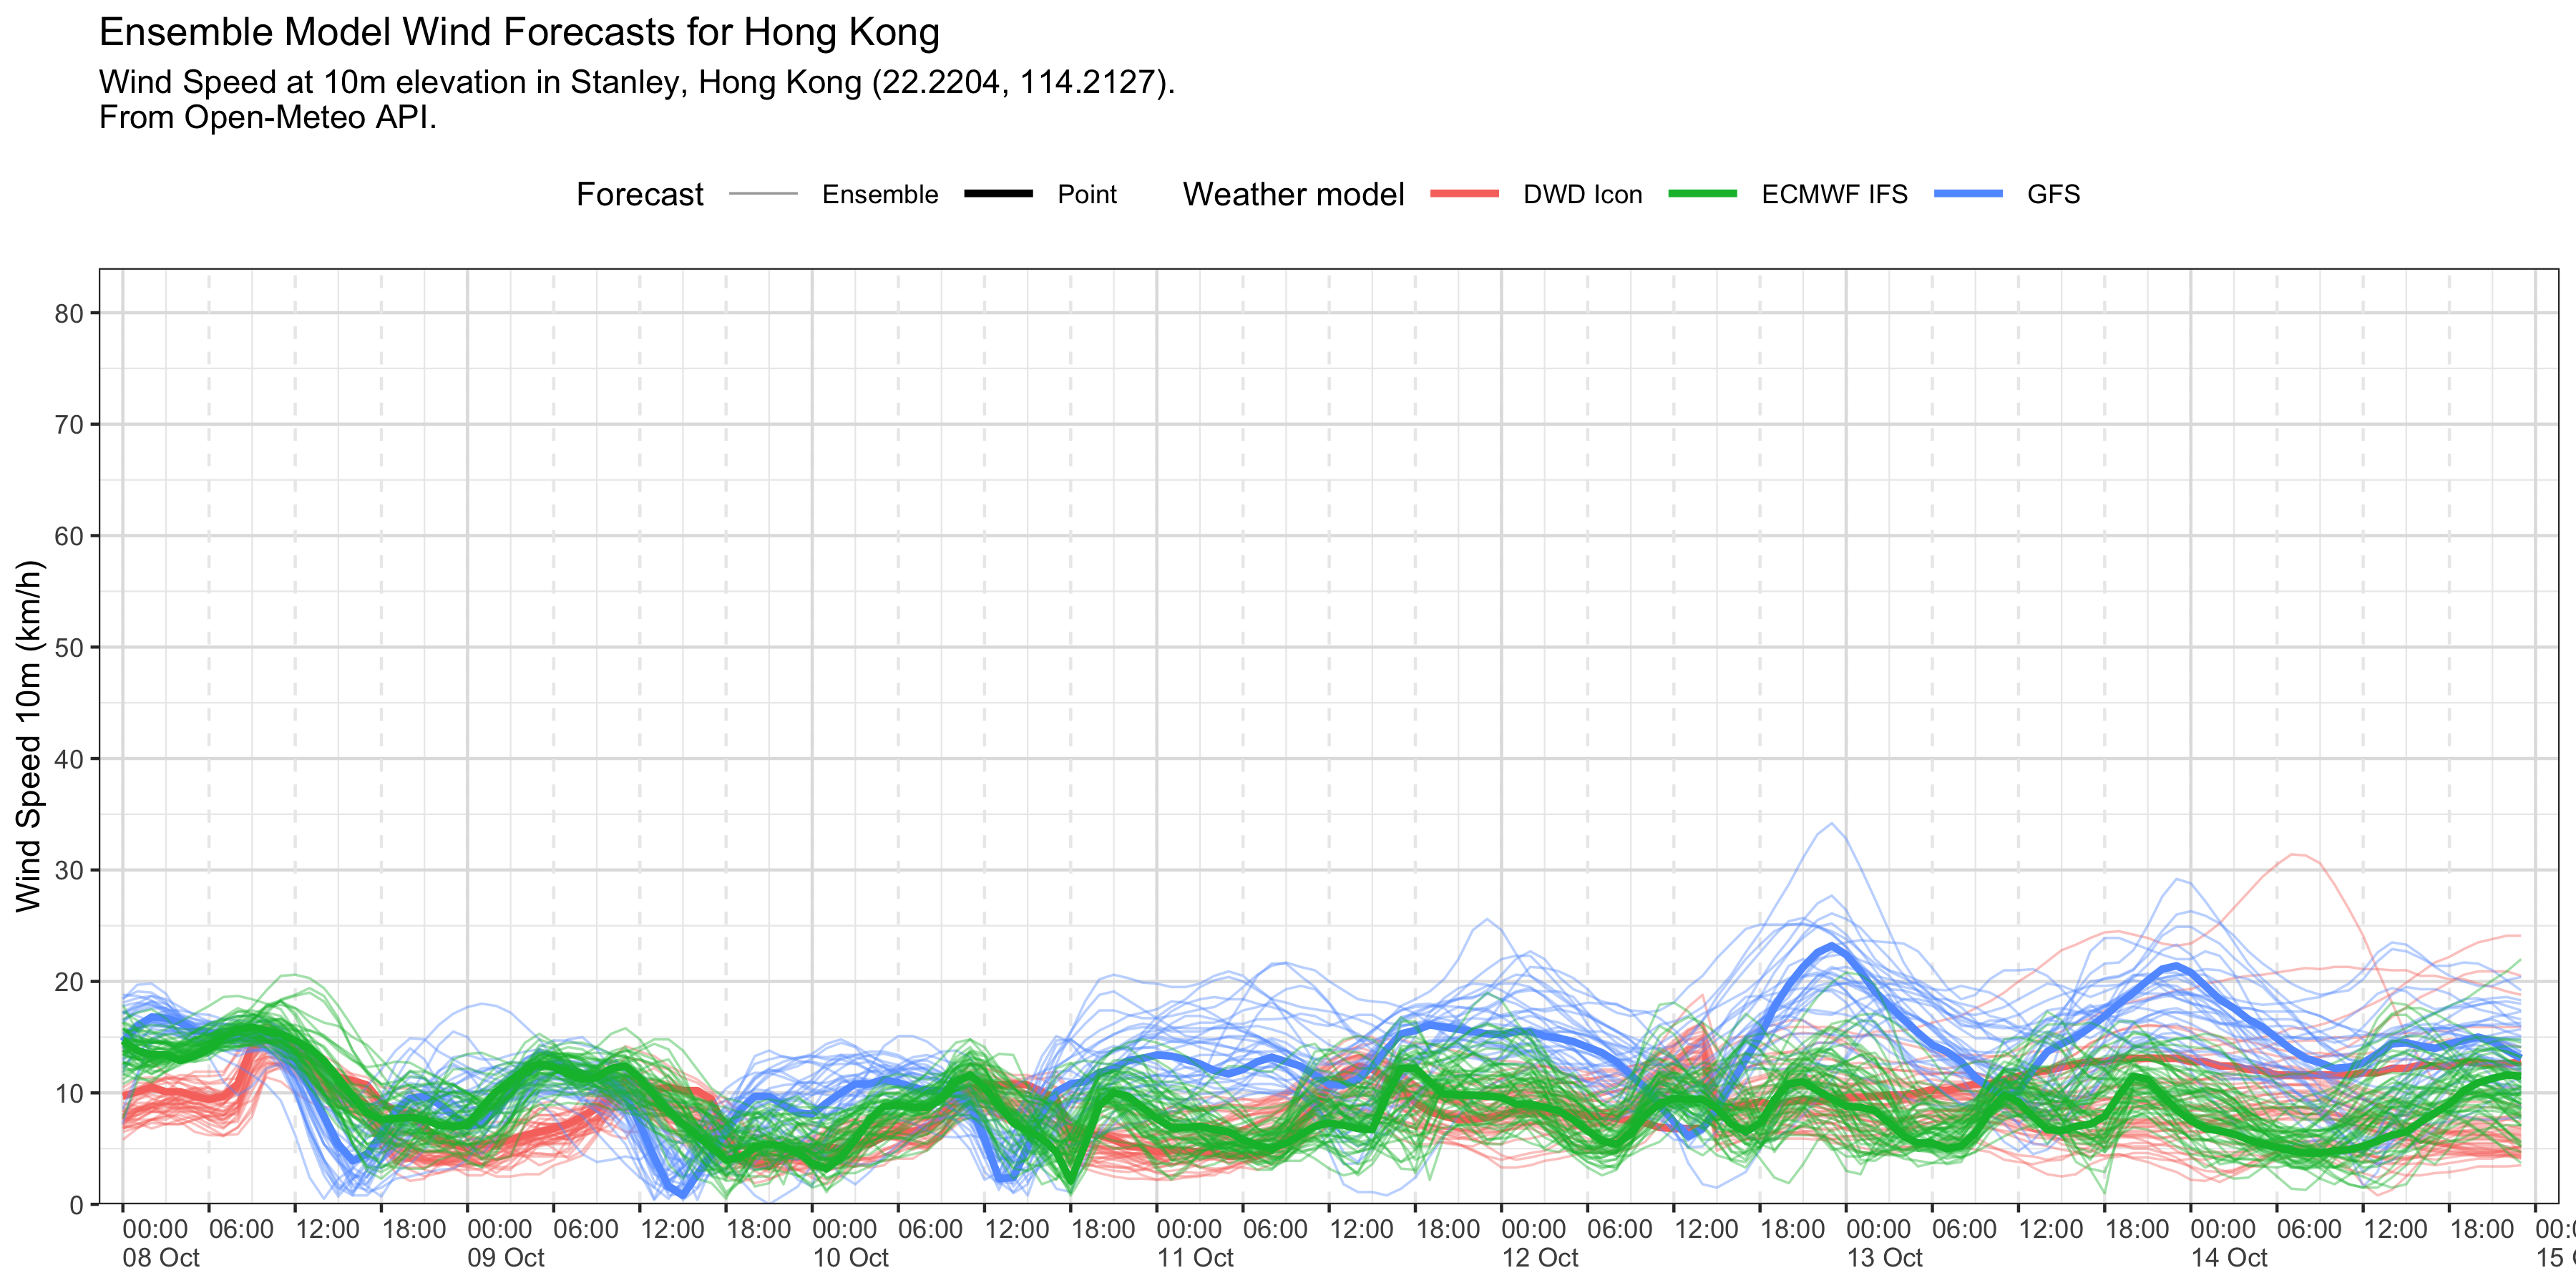 Ensemble Model Wind Forecasts for Hong Kong
Wind Speed at 10m elevation in Stanley, Hong Kong (22.2204, 114.2127).
From Open-Meteo API.
Forecast Ensemble Point Weather model DWD Icon ECMWF IFS GFS
Wind Speed 10m (km/h)
80
70
60
50
40
30
20
10
0
00:00 06:00 12:00 18:00 00:00 06:00 12:00 18:00 00:00 06:00 12:00 18:00 00:00 06:00 12:00 18:00 00:00 06:00 12:00 18:00 00:00 06:00 12:00 18:00 00:00 06:00 12:00 18:00
08 Oct 09 Oct 10 Oct 11 Oct 12 Oct 13 Oct 14 Oct 15